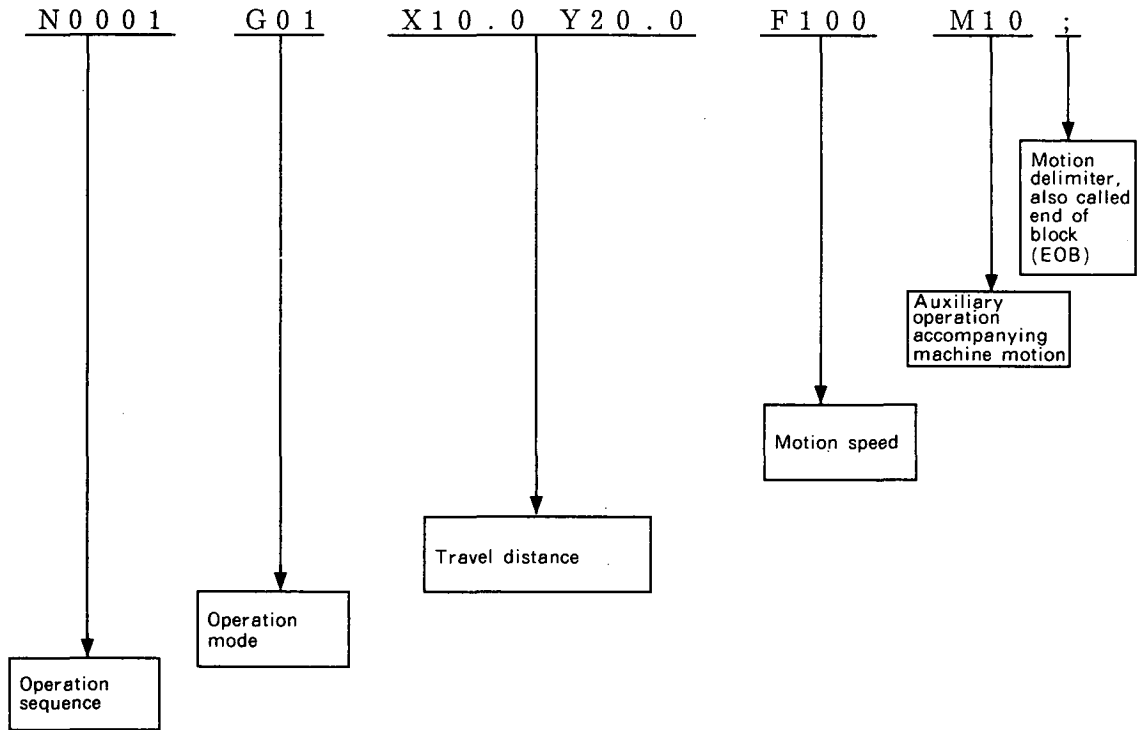 N0001 G01 X10.0 Y20.0 F100 M10 ;
Motion
delimiter,
also called
end of
block
(EOB)
Auxiliary
operation
accompanying
machine motion
Motion speed
Travel distance
Operation
mode
Operation
sequence